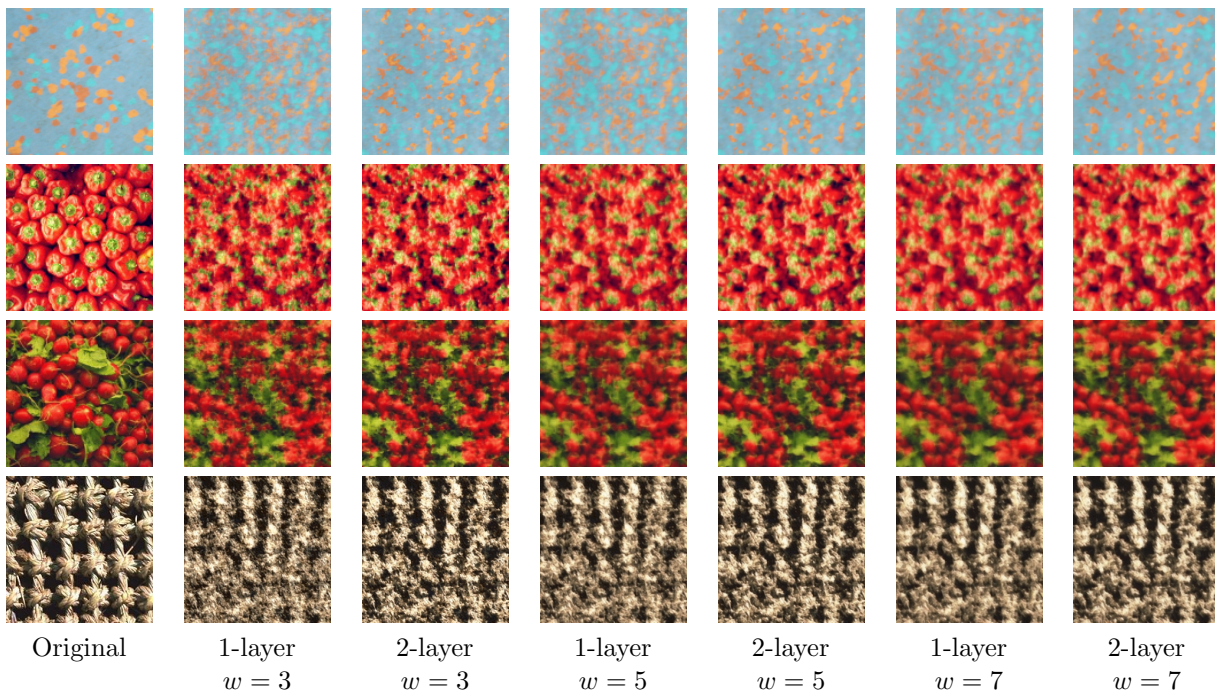 Original 1-layer 2-layer 1-layer 2-layer 1-layer 2-layer
w = 3 w = 3 w = 5 w = 5 w = 7 w = 7